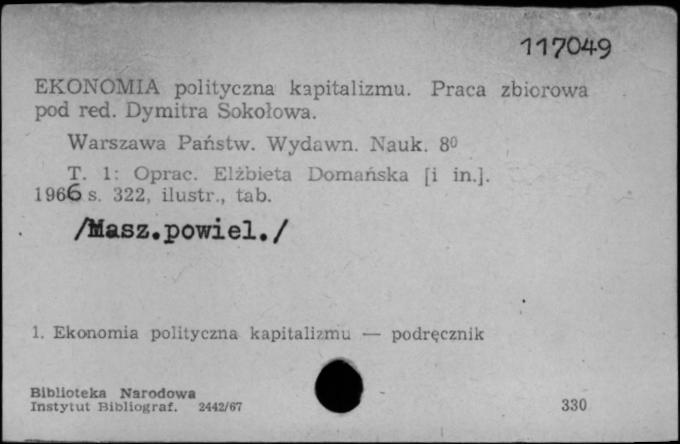 117049
EKONOMIA polityczna kapitalizmu. Praca zbiorowa
pod red. Dymitra Sokołowa.
Warszawa Państw. Wydawn. Nauk. 8⁰
T. 1: Oprac. Elżbieta Domańska [i in.].
1966 s. 322, ilustr., tab.
/Masz.powiel./
1. Ekonomia polityczna kapitalizmu — podręcznik
Biblioteka Narodowa
Instytut Bibliograf. 2442/67
330